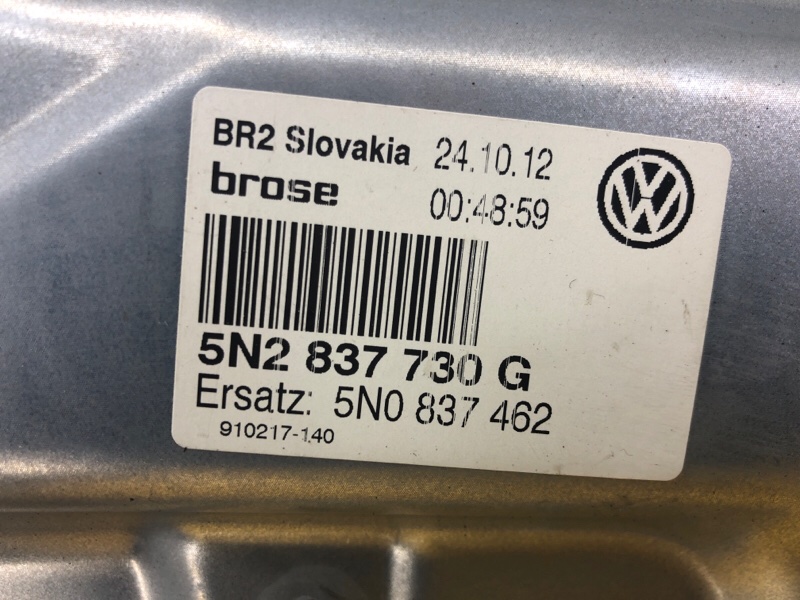 BR2 Slovakia 24.10.12
brose 00:48:59
5N2 837 730 G
Ersatz: 5N0 837 462
910217-140